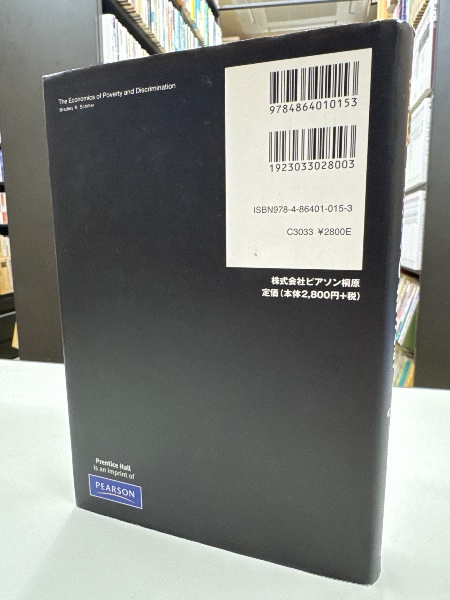 The Economics of Poverty and Discrimination
Bradley R. Schiller
9784864010153
1923033028003
ISBN978-4-86401-015-3
C3033 ¥2800E
株式会社ピアソン桐原
定価(本体2,800円+税)
Prentice Hall
is an imprint of
PEARSON